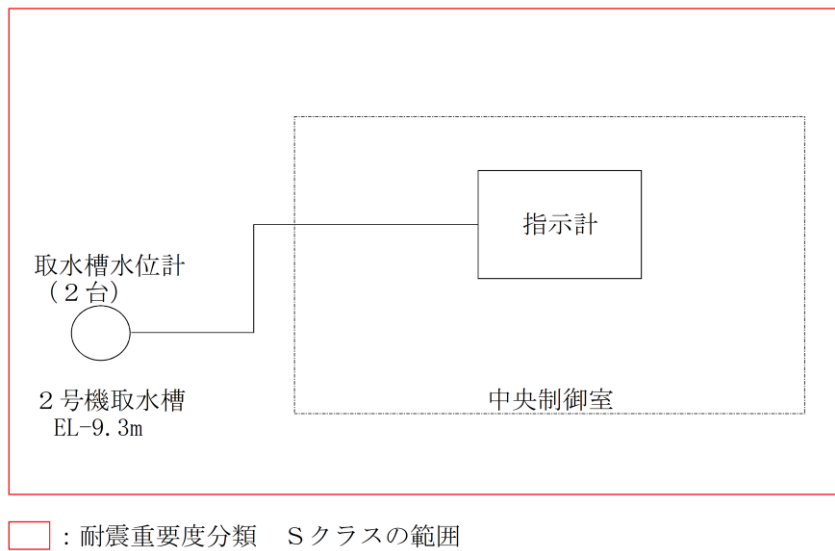 指示計
取水槽水位計
(２台)
２号機取水槽
EL-9.3m
中央制御室
：耐震重要度分類　Ｓクラスの範囲